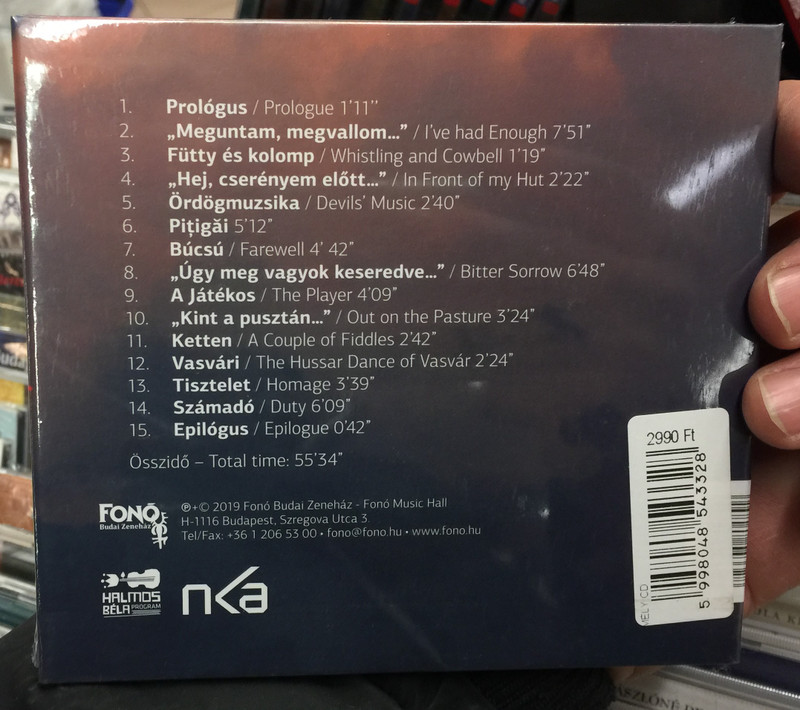 1. Prológus / Prologue 1'11''
2. „Meguntam, megvallom..." / I've had Enough 7'51"
3. Fütty és kolomp / Whistling and Cowbell 1'19"
4. „Hej, cserényem előtt..." / In Front of my Hut 2'22"
5. Ördögmuzsika / Devils' Music 2'40"
6. Pițigăi 5'12"
7. Búcsú / Farewell 4' 42"
8. „Úgy meg vagyok keseredve..." / Bitter Sorrow 6'48"
9. A Játékos / The Player 4'09"
10. „Kint a pusztán..." / Out on the Pasture 3'24"
11. Ketten / A Couple of Fiddles 2'42"
12. Vasvári / The Hussar Dance of Vasvár 2'24"
13. Tisztelet / Homage 3'39"
14. Számadó / Duty 6'09"
15. Epilógus / Epilogue 0'42"
Összidő – Total time: 55'34"
FONÓ
Budai Zeneház
℗+© 2019 Fonó Budai Zeneház - Fonó Music Hall
H-1116 Budapest, Szregova Utca 3.
Tel/Fax: +36 1 206 53 00 • fono@fono.hu • www.fono.hu
HALMOS
BÉLA PROGRAM
nka
2990 Ft
5 998048 543328
MELY CD